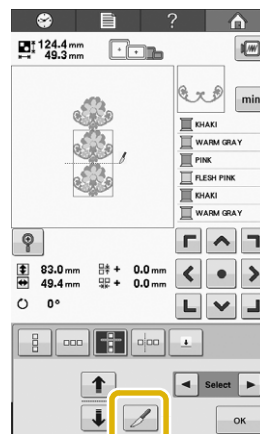 ?
124.4 mm
49.3 mm
min
KHAKI
WARM GRAY
PINK
FLESH PINK
KHAKI
WARM GRAY
83.0 mm + 0.0 mm
49.4 mm + 0.0 mm
0°
Select
OK